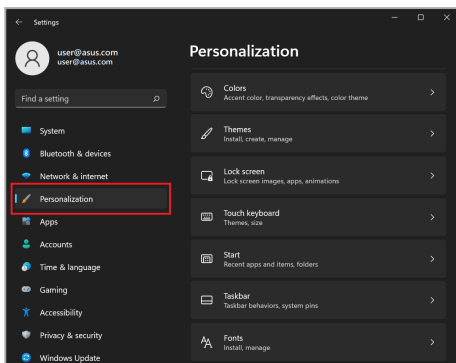 Settings
user@asus.com
user@asus.com
Find a setting
System
Bluetooth & devices
Network & internet
Personalization
Apps
Accounts
Time & language
Gaming
Accessibility
Privacy & security
Windows Update
Personalization
Colors
Accent color, transparency effects, color theme
Themes
Install, create, manage
Lock screen
Lock screen images, apps, animations
Touch keyboard
Themes, size
Start
Recent apps and items, folders
Taskbar
Taskbar behaviors, system pins
Fonts
Install, manage